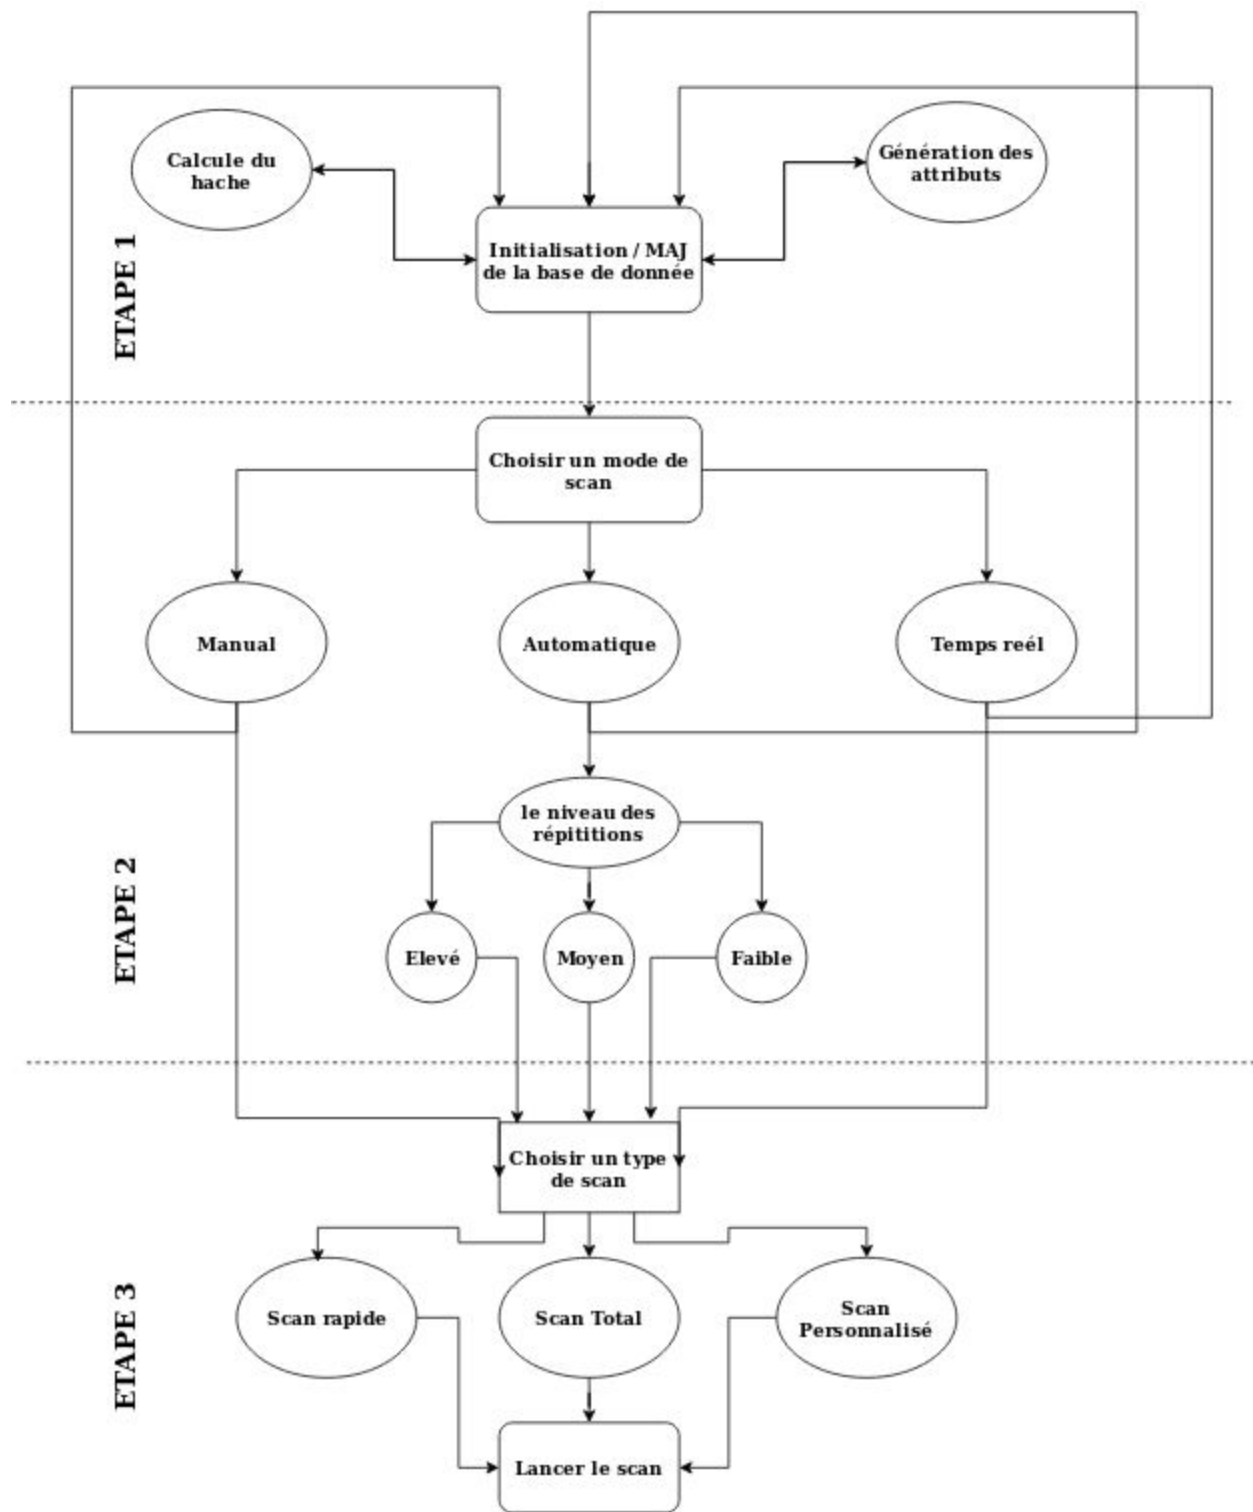 Calcule du
hache
Génération des
attributs
Initialisation / MAJ
de la base de donnée
ETAPE 1
Choisir un mode de
scan
Manual
Automatique
Temps reél
le niveau des
répititions
ETAPE 2
Elevé
Moyen
Faible
Choisir un type
de scan
Scan rapide
Scan Total
Scan
Personnalisé
ETAPE 3
Lancer le scan